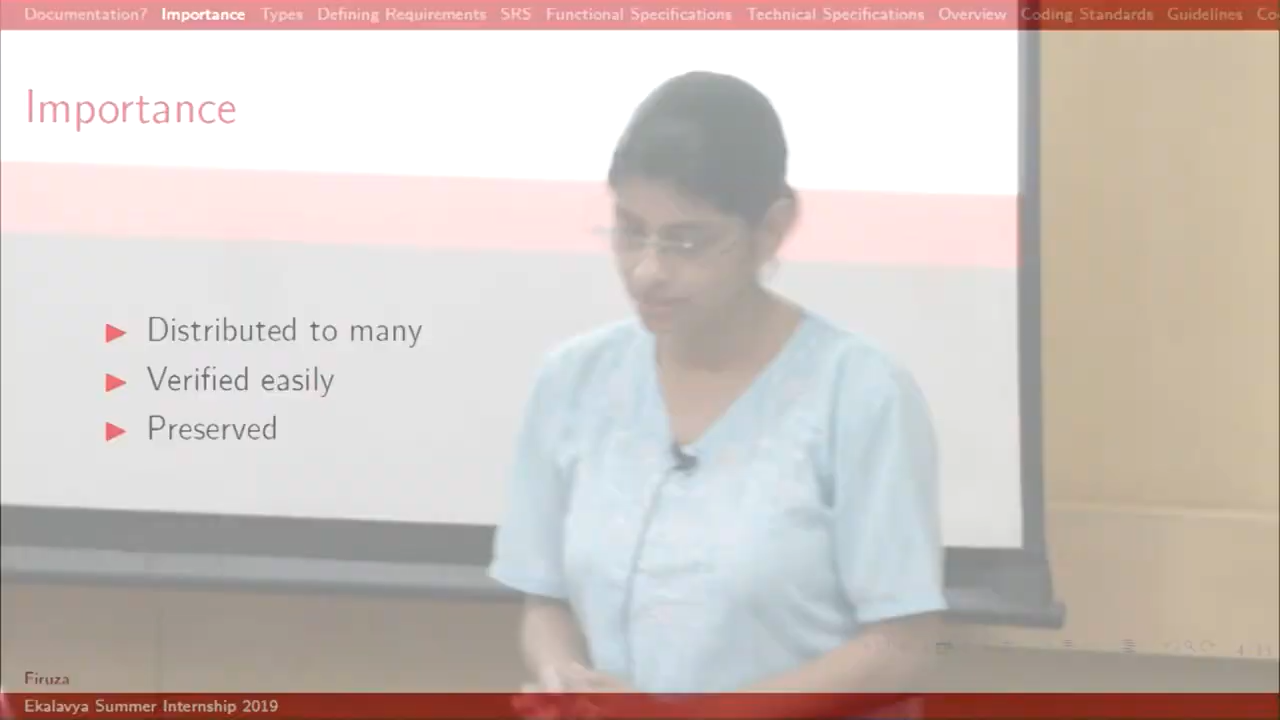 Documentation? Importance Types Defining Requirements SRS Functional Specifications Technical Specifications Overview Coding Standards Guidelines
Importance
▶ Distributed to many
▶ Verified easily
▶ Preserved
Firuza
Ekalavya Summer Internship 2019